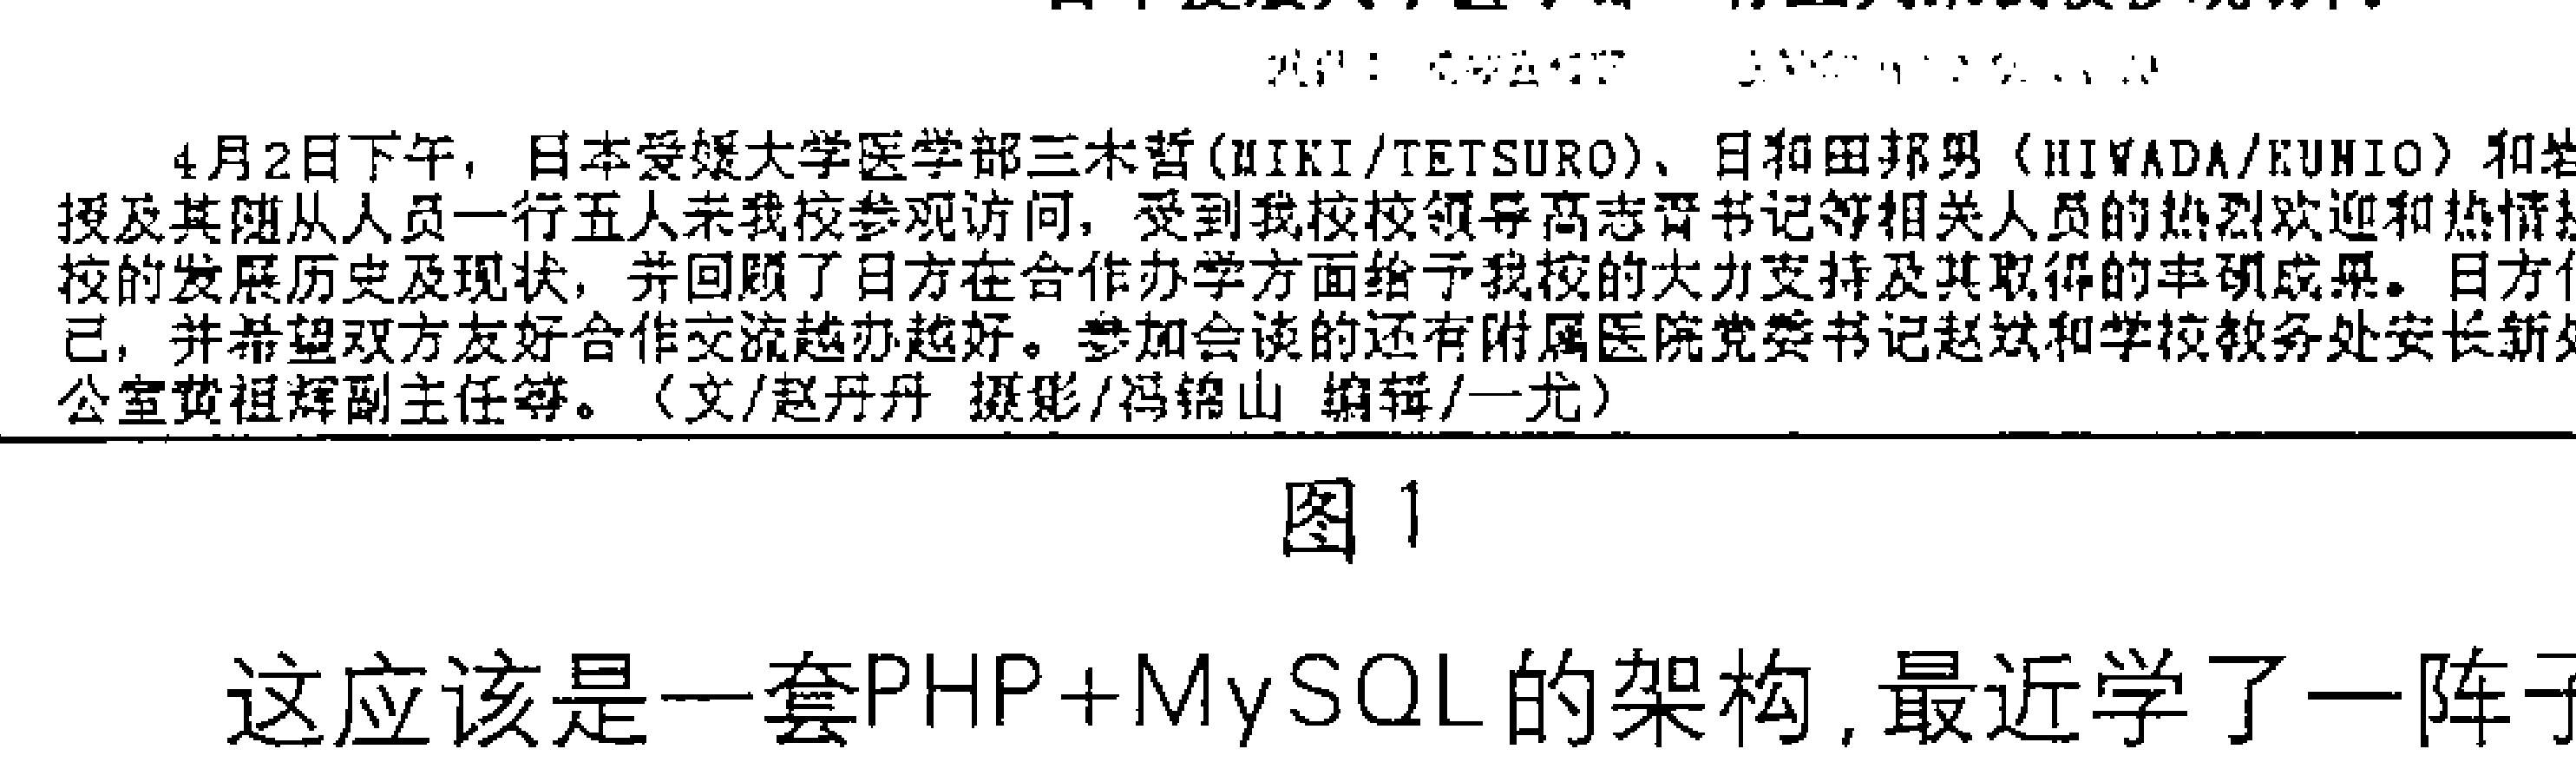 4月2日下午，日本爱媛大学医学部三木哲(MIKI/TETSURO)、日和田邦男（HIWADA/KUNIO）和岩
授及其随从人员一行五人来我校参观访问，受到我校校领导高志晋书记等相关人员的热烈欢迎和热情
校的发展历史及现状，并回顾了日方在合作办学方面给予我校的大力支持及其取得的丰硕成果。日方
己，并希望双方友好合作交流越办越好。参加会谈的还有附属医院党委书记赵斌和学校教务处安长新
公室黄祖辉副主任等。（文/赵丹丹 摄影/冯锦山 编辑/一尤）
图1
这应该是一套PHP+MySQL的架构,最近学了一阵子